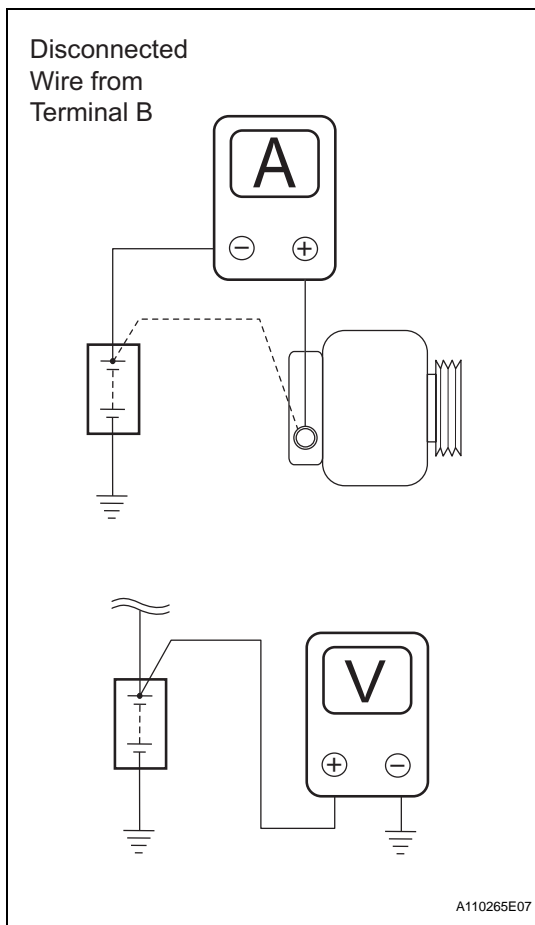 Disconnected
Wire from
Terminal B
A
− +
V
+ −
A110265E07